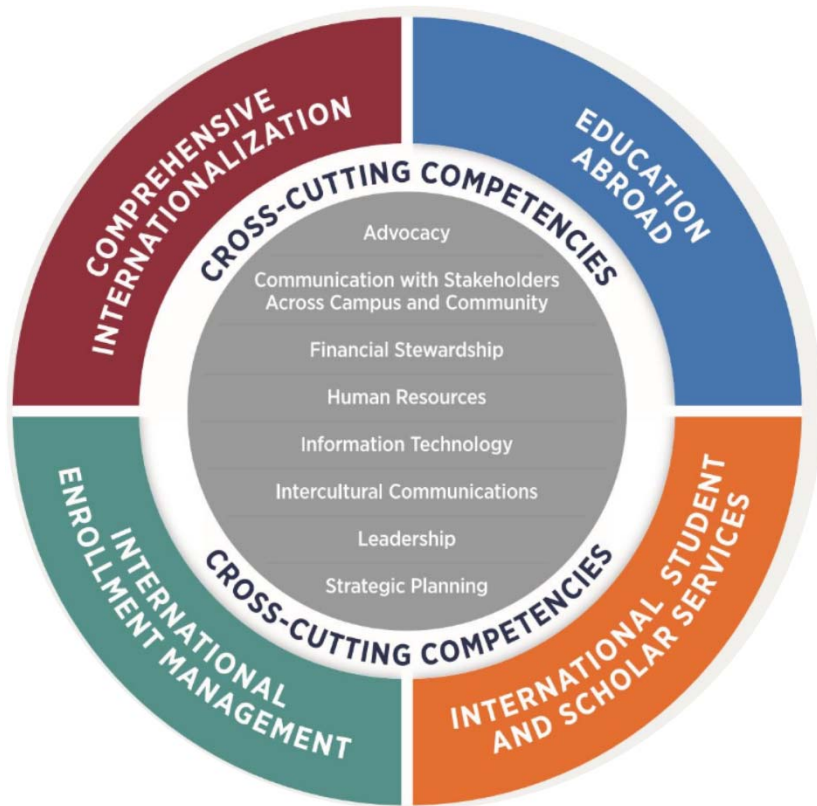 COMPREHENSIVE
INTERNATIONALIZATION
EDUCATION
ABROAD
CROSS-CUTTING COMPETENCIES
Advocacy
Communication with Stakeholders
Across Campus and Community
Financial Stewardship
Human Resources
Information Technology
Intercultural Communications
Leadership
Strategic Planning
CROSS-CUTTING COMPETENCIES
INTERNATIONAL
ENROLLMENT MANAGEMENT
INTERNATIONAL STUDENT
AND SCHOLAR SERVICES